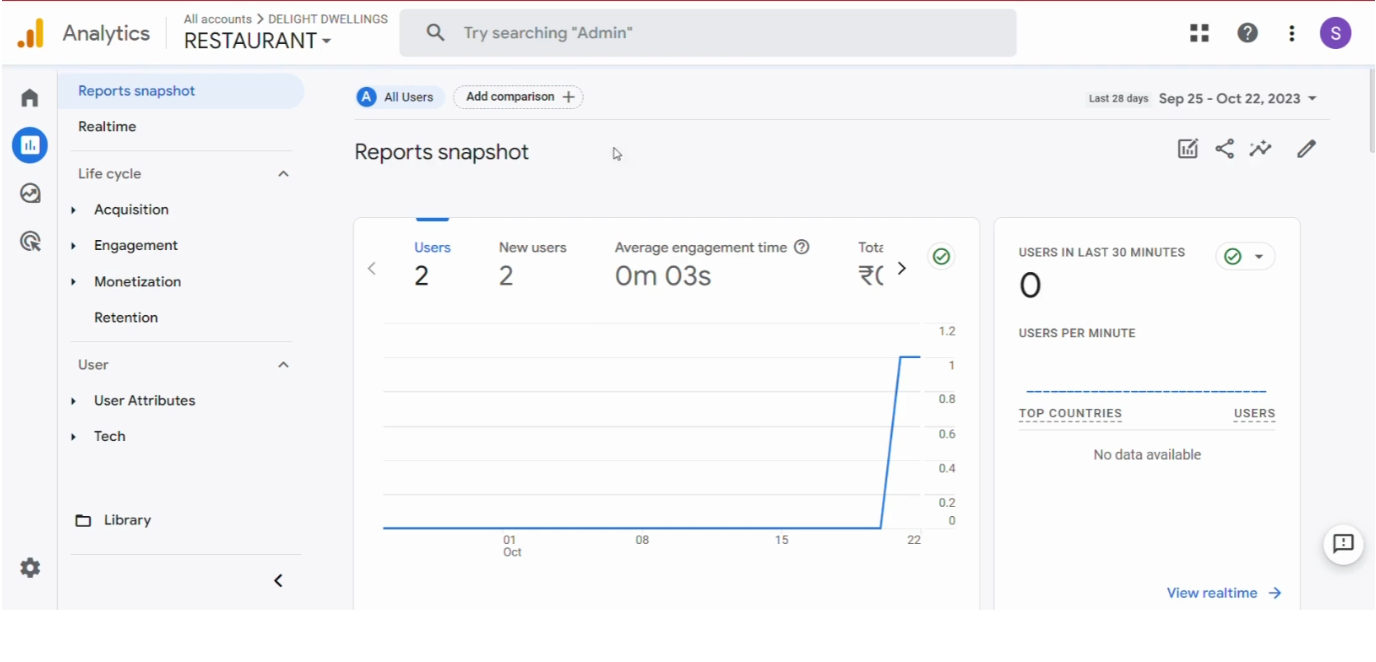 Analytics
All accounts > DELIGHT DWELLINGS
RESTAURANT
Try searching "Admin"
S
Reports snapshot
Realtime
Life cycle
Acquisition
Engagement
Monetization
Retention
User
User Attributes
Tech
Library
A All Users
Add comparison +
Last 28 days Sep 25 - Oct 22, 2023
Reports snapshot
Users
2
New users
2
Average engagement time
0m 03s
Tota
₹0
1.2
1
0.8
0.6
0.4
0.2
0
01
Oct
08
15
22
USERS IN LAST 30 MINUTES
0
USERS PER MINUTE
TOP COUNTRIES USERS
No data available
View realtime